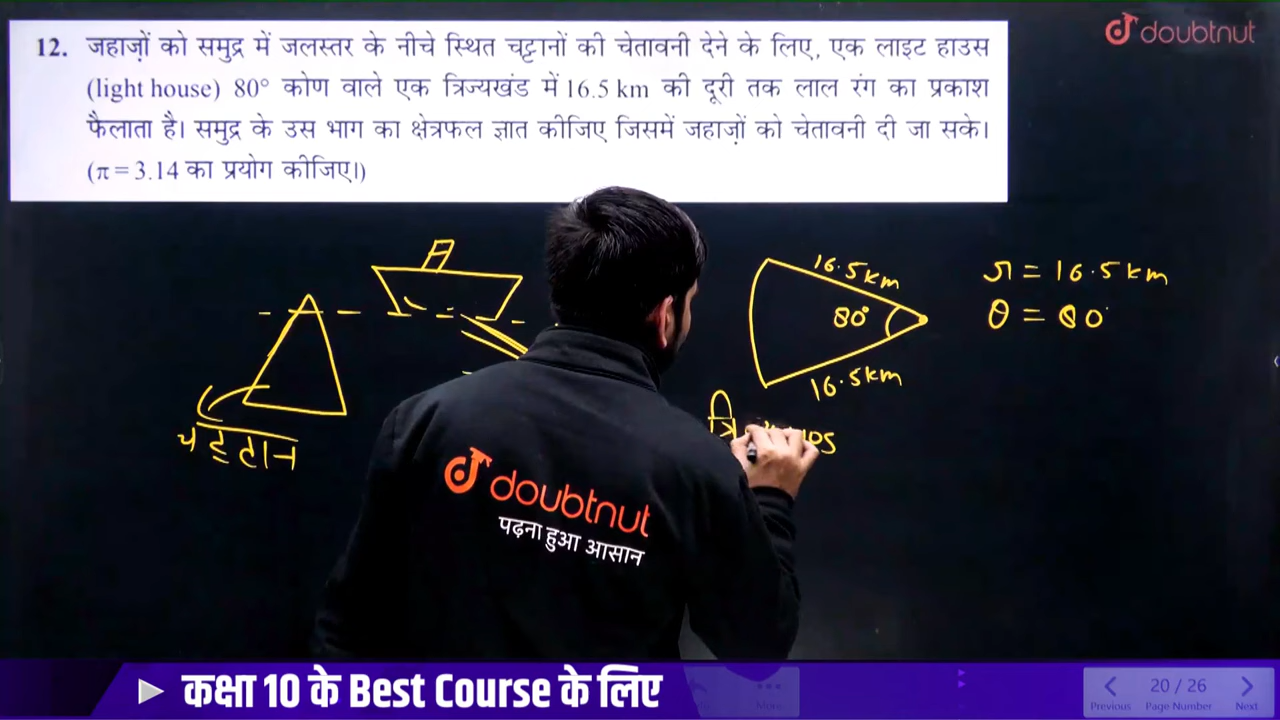 doubtnut
12. जहाज़ों को समुद्र में जलस्तर के नीचे स्थित चट्टानों की चेतावनी देने के लिए, एक लाइट हाउस
(light house) 80° कोण वाले एक त्रिज्यखंड में 16.5 km की दूरी तक लाल रंग का प्रकाश
फैलाता है। समुद्र के उस भाग का क्षेत्रफल ज्ञात कीजिए जिसमें जहाज़ों को चेतावनी दी जा सके।
(π = 3.14 का प्रयोग कीजिए।)
16.5 km
r = 16.5 km
80°
θ = 80°
16.5 km
चट्टान
doubtnut
पढ़ना हुआ आसान
कक्षा 10 के Best Course के लिए
More
Previous
20 / 26
Page Number
Next